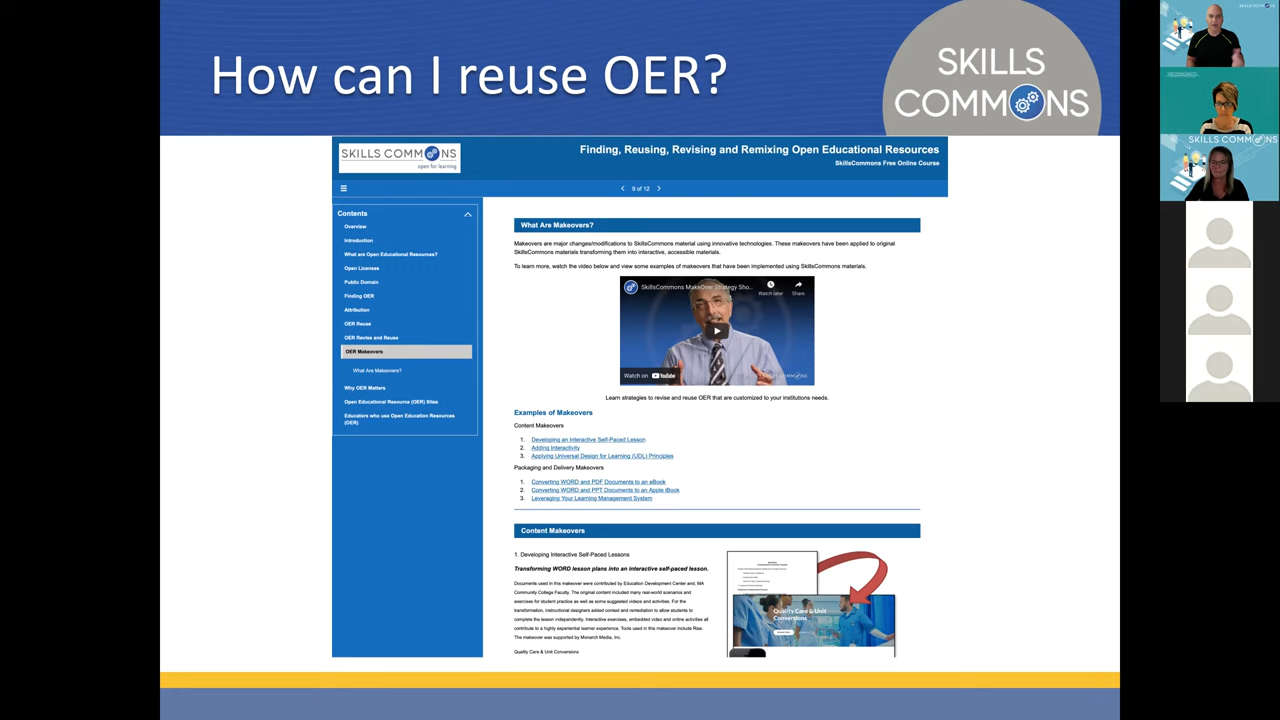 How can I reuse OER?
SKILLS
COMMONS
SKILLS COMMONS
open for learning
Finding, Reusing, Revising and Remixing Open Educational Resources
SkillsCommons Free Online Course
9 of 12
Contents
Overview
Introduction
What are Open Educational Resources?
Open Licenses
Public Domain
Finding OER
Attribution
OER Reuse
OER Revise and Reuse
OER Makeovers
What Are Makeovers?
Why OER Matters
Open Educational Resource (OER) Sites
Educators who use Open Education Resources
(OER)
What Are Makeovers?
Makeovers are major changes/modifications to SkillsCommons material using innovative technologies. These makeovers have been applied to original
SkillsCommons materials transforming them into interactive, accessible materials.
To learn more, watch the video below and view some examples of makeovers that have been implemented using SkillsCommons materials.
SkillsCommons MakeOver Strategy Sho...
Watch later
Share
Watch on YouTube
SKILLS COMMONS
Learn strategies to revise and reuse OER that are customized to your institutions needs.
Examples of Makeovers
Content Makeovers
1. Developing an Interactive Self-Paced Lesson
2. Adding Interactivity
3. Applying Universal Design for Learning (UDL) Principles
Packaging and Delivery Makeovers
1. Converting WORD and PDF Documents to an eBook
2. Converting WORD and PPT Documents to an Apple iBook
3. Leveraging Your Learning Management System
Content Makeovers
1. Developing Interactive Self-Paced Lessons
Transforming WORD lesson plans into an interactive self-paced lesson.
Documents used in this makeover were contributed by Education Development Center and, MA
Community College Faculty. The original content included many real-world scenarios and
exercises for student practice as well as some suggested videos and activities. For the
transformation, instructional designers added context and remediation to allow students to
complete the lesson independently. Interactive exercises, embedded video and online activities all
contribute to a highly experiential learner experience. Tools used in this makeover include Rise.
The makeover was supported by Monarch Media, Inc.
Quality Care & Unit Conversions
Quality Care & Unit
Conversions
SKILLS COMMONS
SKILLS COMMONS